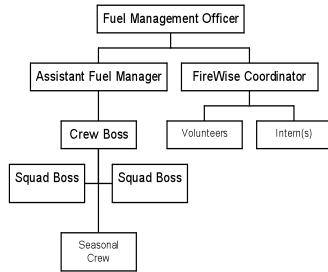 Fuel Management Officer
Assistant Fuel Manager
FireWise Coordinator
Crew Boss
Volunteers
Intern(s)
Squad Boss
Squad Boss
Seasonal
Crew